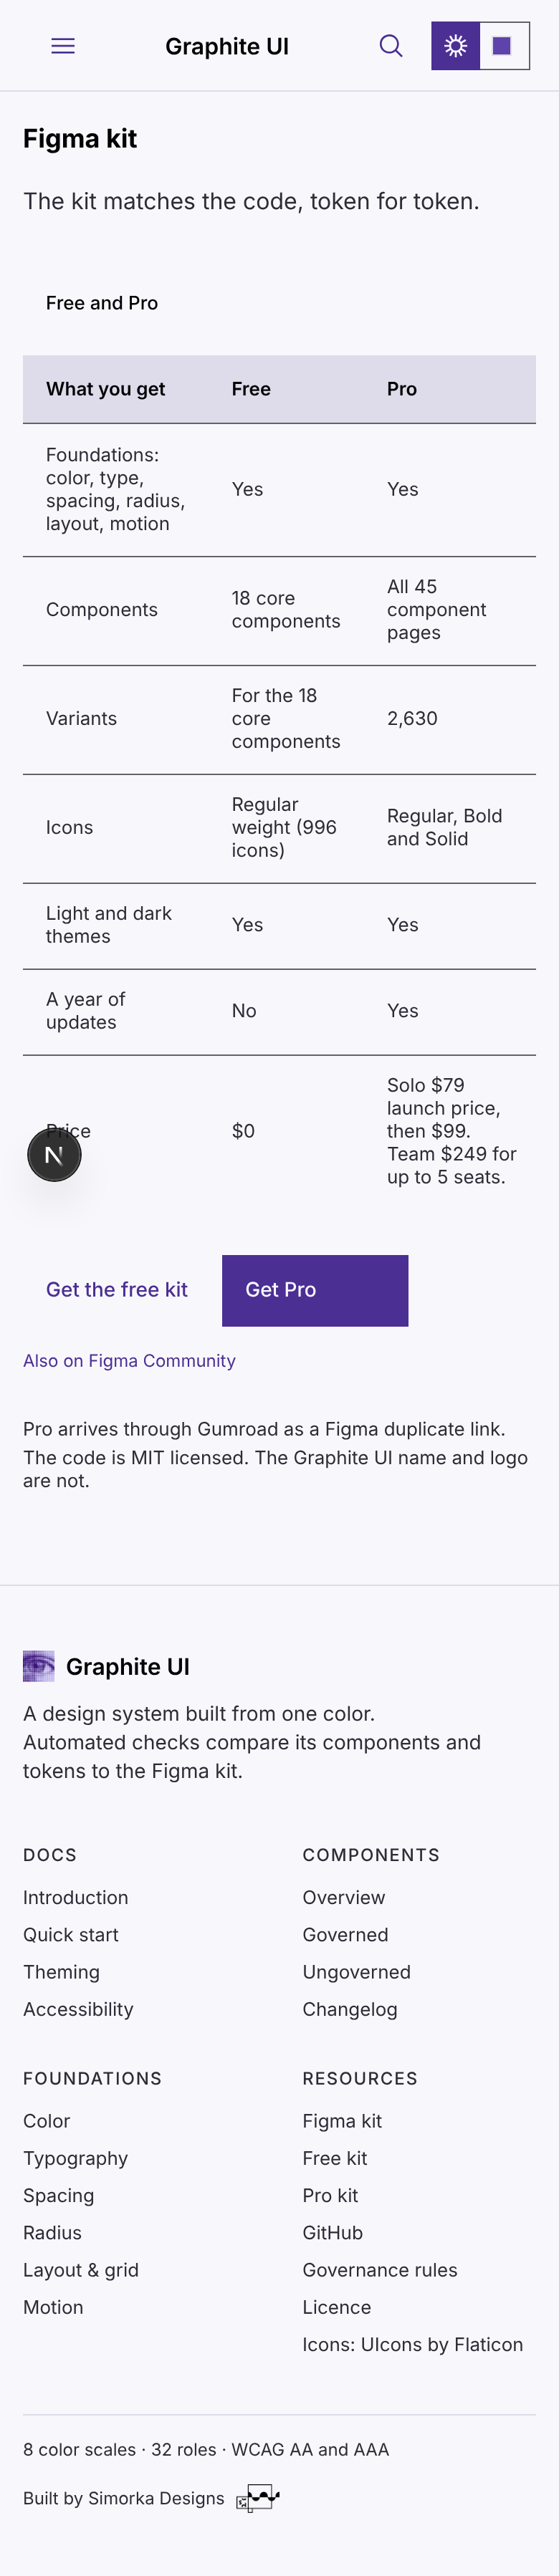 Graphite UI
Figma kit
The kit matches the code, token for token.
Free and Pro
What you get Free Pro
Foundations:
color, type,
spacing, radius,
layout, motion
Yes
Yes
Components
18 core
components
All 45
component
pages
Variants
For the 18
core
components
2,630
Icons
Regular
weight (996
icons)
Regular, Bold
and Solid
Light and dark
themes
Yes
Yes
A year of
updates
No
Yes
Price
$0
Solo $79
launch price,
then $99.
Team $249 for
up to 5 seats.
N
Get the free kit
Get Pro
Also on Figma Community
Pro arrives through Gumroad as a Figma duplicate link.
The code is MIT licensed. The Graphite UI name and logo
are not.
Graphite UI
A design system built from one color.
Automated checks compare its components and
tokens to the Figma kit.
DOCS
Introduction
Quick start
Theming
Accessibility
COMPONENTS
Overview
Governed
Ungoverned
Changelog
FOUNDATIONS
Color
Typography
Spacing
Radius
Layout & grid
Motion
RESOURCES
Figma kit
Free kit
Pro kit
GitHub
Governance rules
Licence
Icons: UIcons by Flaticon
8 color scales · 32 roles · WCAG AA and AAA
Built by Simorka Designs